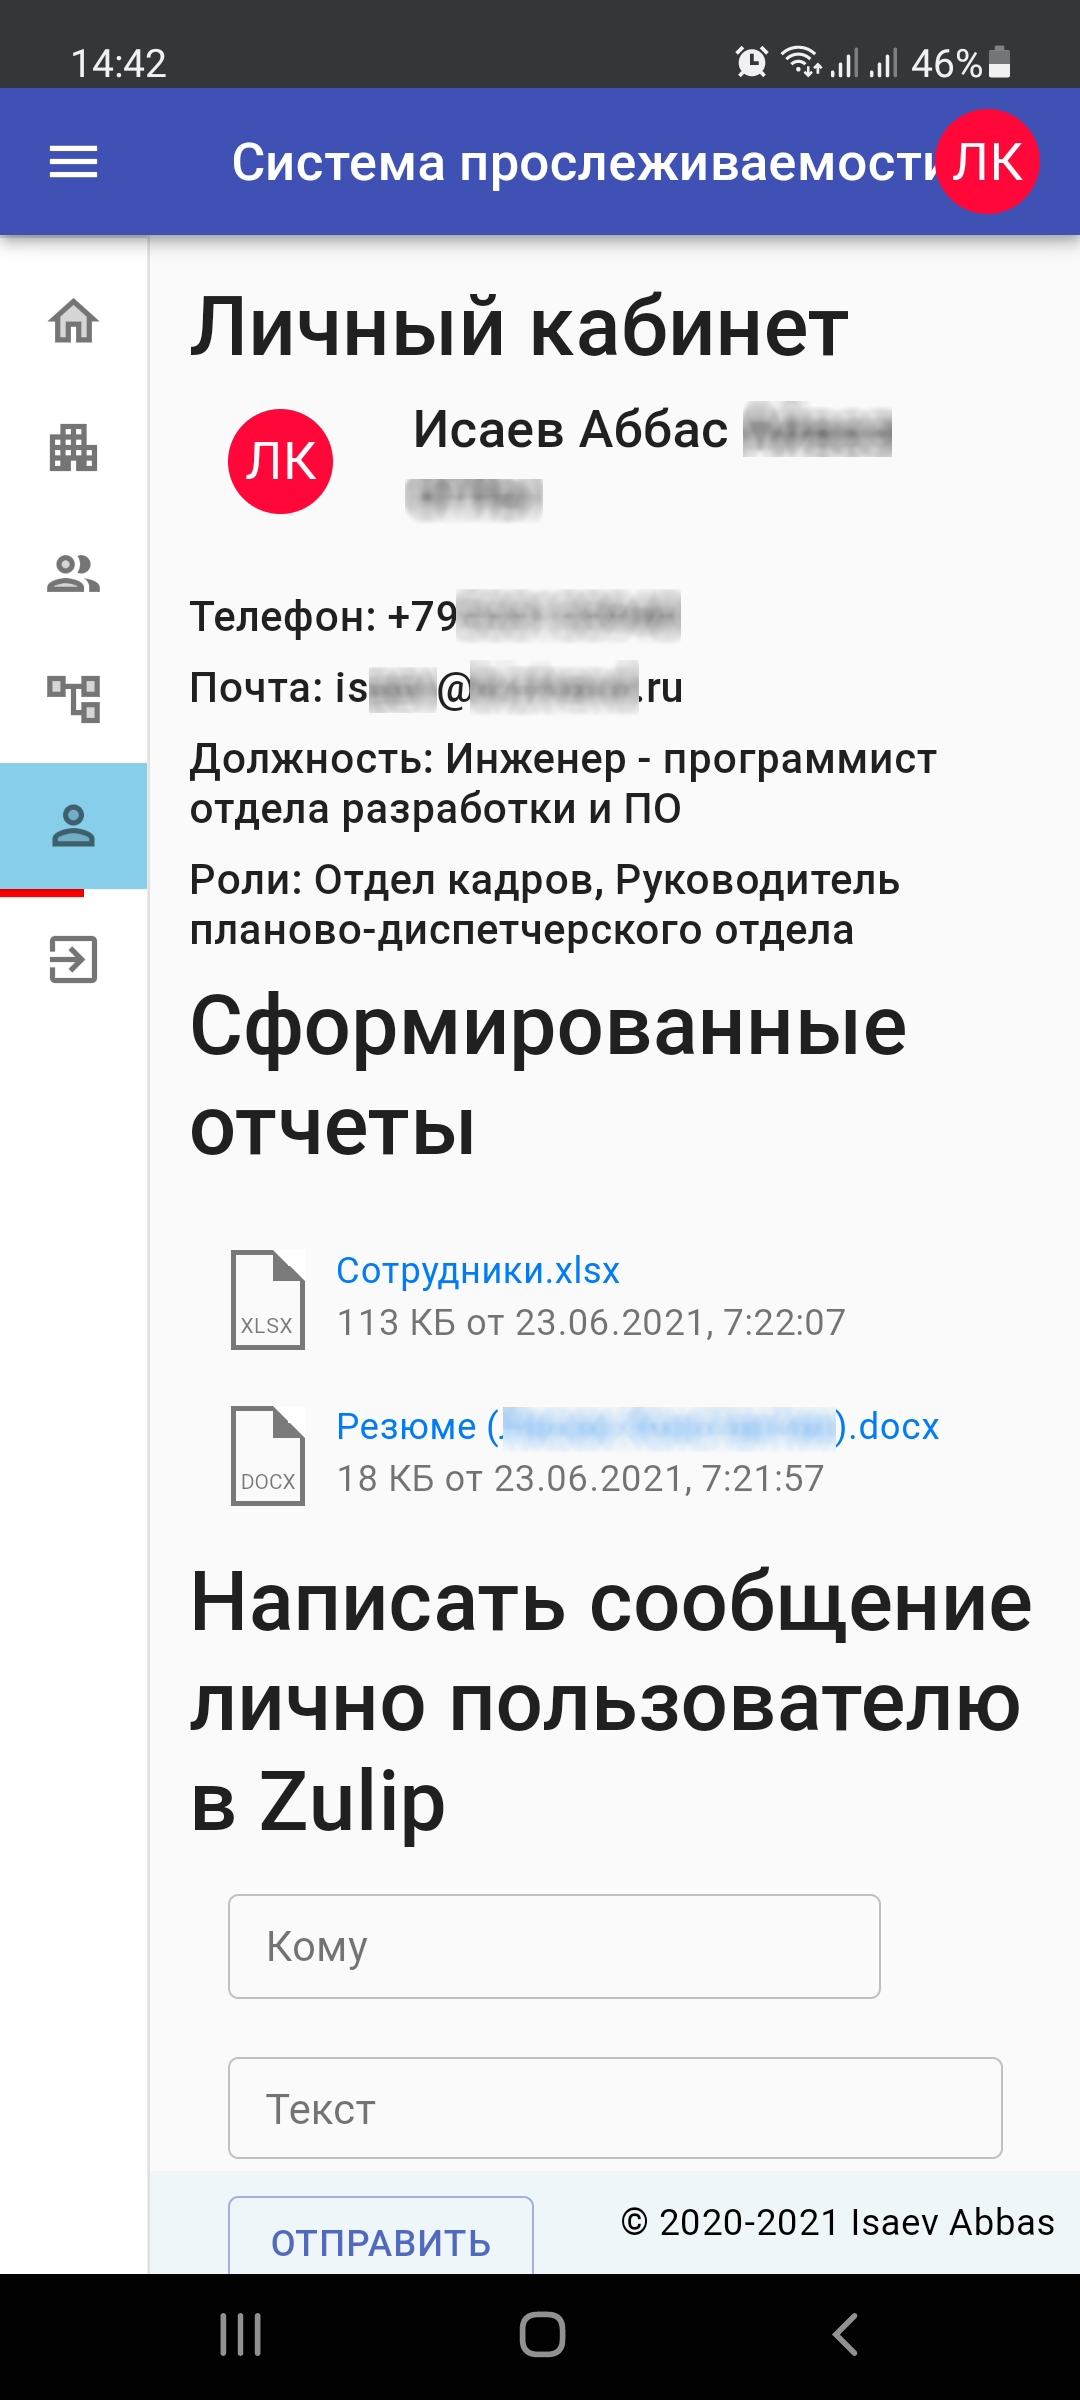 14:42
46%
Система прослеживаемости
ЛК
Личный кабинет
ЛК
Исаев Аббас
Телефон: +79
Почта: is @ .ru
Должность: Инженер - программист
отдела разработки и ПО
Роли: Отдел кадров, Руководитель
планово-диспетчерского отдела
Сформированные
отчеты
Сотрудники.xlsx
XLSX
113 КБ от 23.06.2021, 7:22:07
Резюме ( ).docx
DOCX
18 КБ от 23.06.2021, 7:21:57
Написать сообщение
лично пользователю
в Zulip
Кому
Текст
ОТПРАВИТЬ
© 2020-2021 Isaev Abbas